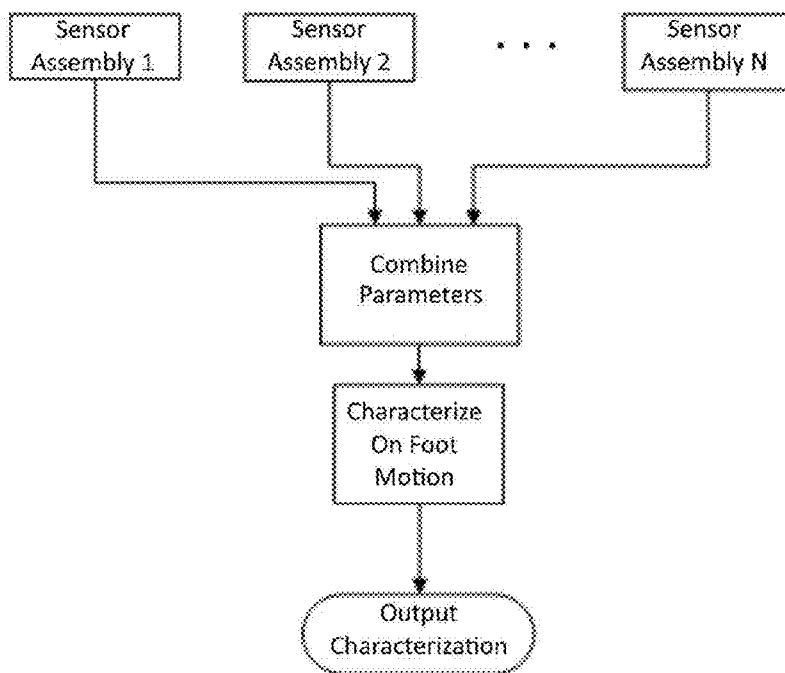 Sensor
Assembly 1
Sensor
Assembly 2
. . .
Sensor
Assembly N
Combine
Parameters
Characterize
On Foot
Motion
Output
Characterization